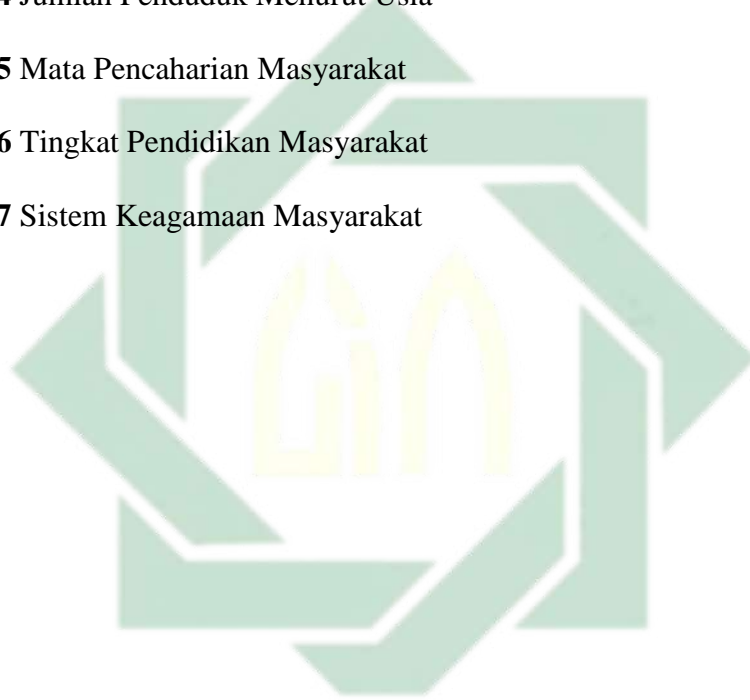 4 Jumlah Penduduk Menurut Usia
5 Mata Pencaharian Masyarakat
6 Tingkat Pendidikan Masyarakat
7 Sistem Keagamaan Masyarakat